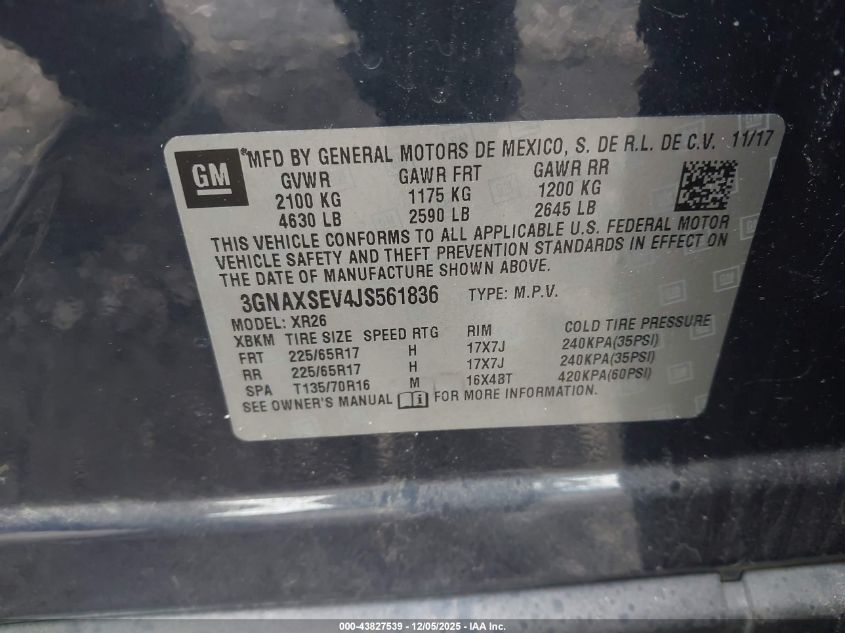 GM
*MFD BY GENERAL MOTORS DE MEXICO, S. DE R.L. DE C.V. 11/17
GVWR GAWR FRT GAWR RR
2100 KG 1175 KG 1200 KG
4630 LB 2590 LB 2645 LB
THIS VEHICLE CONFORMS TO ALL APPLICABLE U.S. FEDERAL MOTOR
VEHICLE SAFETY AND THEFT PREVENTION STANDARDS IN EFFECT ON
THE DATE OF MANUFACTURE SHOWN ABOVE.
3GNAXSEV4JS561836 TYPE: M.P.V.
MODEL: XR26
XBKM TIRE SIZE SPEED RTG RIM COLD TIRE PRESSURE
FRT 225/65R17 H 17X7J 240KPA(35PSI)
RR 225/65R17 H 17X7J 240KPA(35PSI)
SPA T135/70R16 M 16X4BT 420KPA(60PSI)
SEE OWNER'S MANUAL FOR MORE INFORMATION.
000-43827539 - 12/05/2025 - IAA Inc.